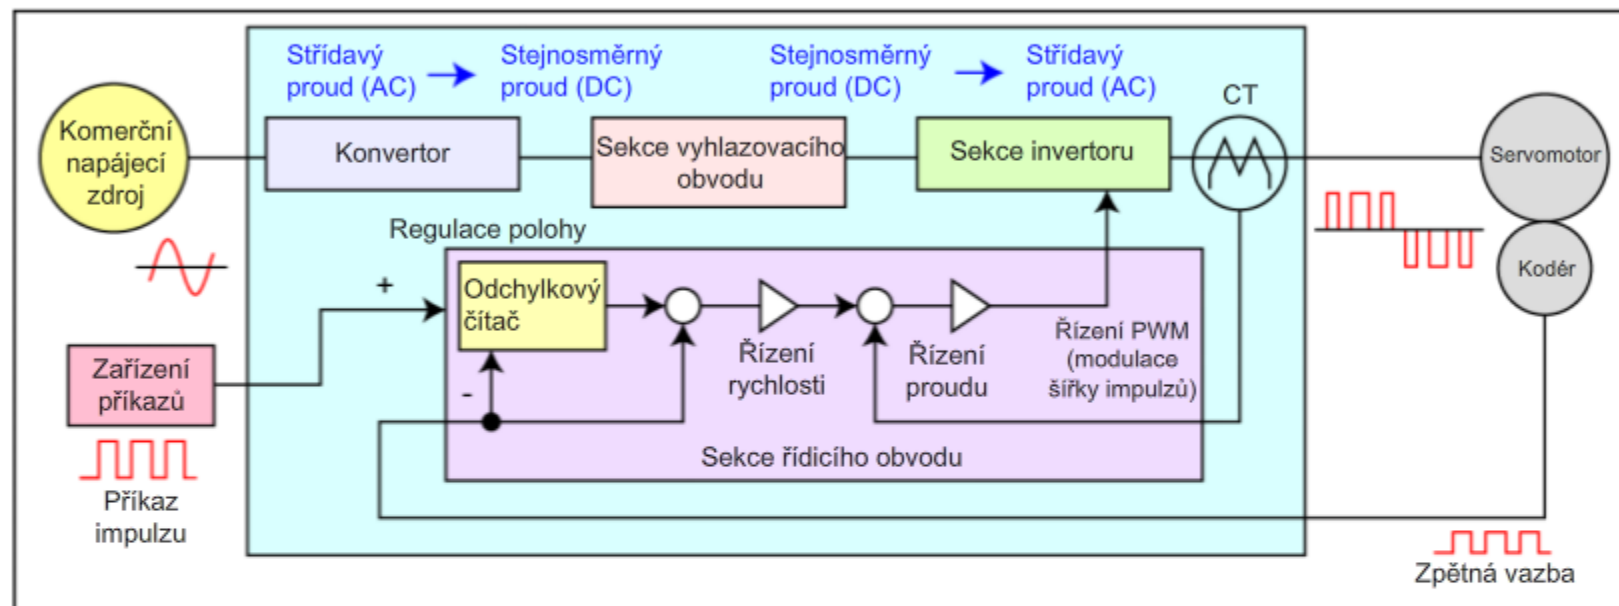 Střídavý
proud (AC)
Stejnosměrný
proud (DC)
Stejnosměrný
proud (DC)
Střídavý
proud (AC)
CT
Komerční
napájecí
zdroj
Konvertor
Sekce vyhlazovacího
obvodu
Sekce invertoru
Servomotor
Regulace polohy
Kodér
+
Odchylkový
čítač
Zařízení
příkazů
-
Řízení
rychlosti
Řízení
proudu
Řízení PWM
(modulace
šířky impulzů)
Sekce řídicího obvodu
Příkaz
impulzu
Zpětná vazba